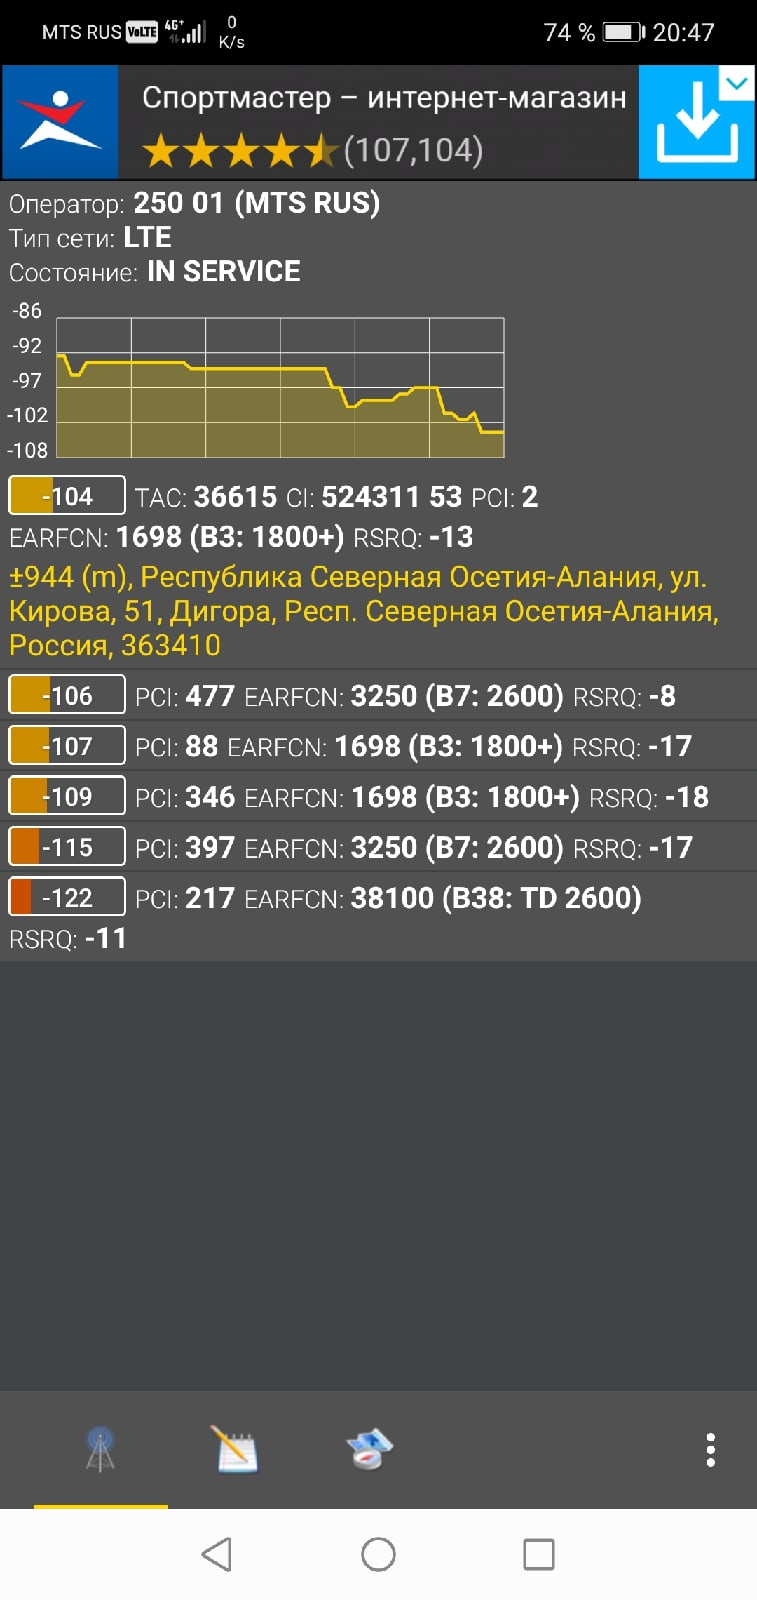 MTS RUS VoLTE 4G+ 0 K/s 74 % 20:47
Спортмастер – интернет-магазин
(107,104)
Оператор: 250 01 (MTS RUS)
Тип сети: LTE
Состояние: IN SERVICE
-86
-92
-97
-102
-108
-104 TAC: 36615 CI: 524311 53 PCI: 2
EARFCN: 1698 (B3: 1800+) RSRQ: -13
±944 (m), Республика Северная Осетия-Алания, ул.
Кирова, 51, Дигора, Респ. Северная Осетия-Алания,
Россия, 363410
-106 PCI: 477 EARFCN: 3250 (B7: 2600) RSRQ: -8
-107 PCI: 88 EARFCN: 1698 (B3: 1800+) RSRQ: -17
-109 PCI: 346 EARFCN: 1698 (B3: 1800+) RSRQ: -18
-115 PCI: 397 EARFCN: 3250 (B7: 2600) RSRQ: -17
-122 PCI: 217 EARFCN: 38100 (B38: TD 2600)
RSRQ: -11